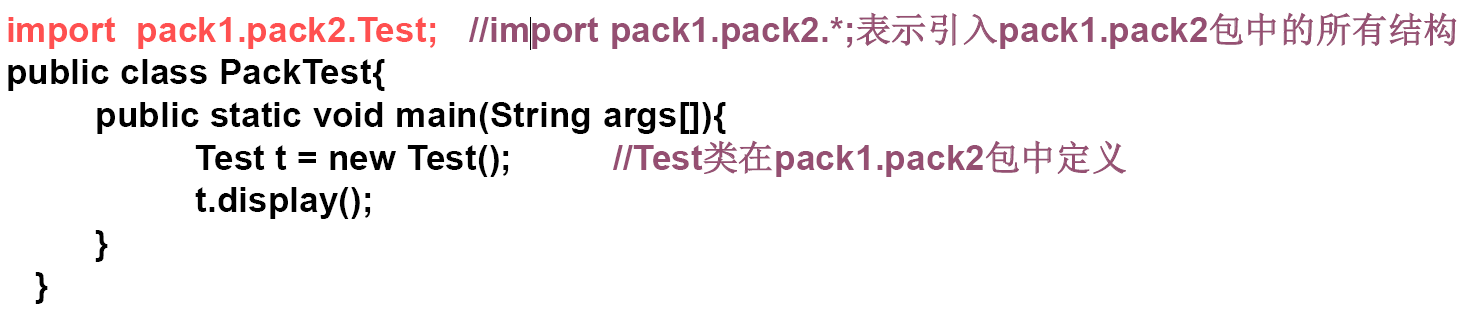 import  pack1.pack2.Test;   //import pack1.pack2.*;表示引入pack1.pack2包中的所有结构
public class PackTest{
public static void main(String args[]){
Test t = new Test();          //Test类在pack1.pack2包中定义
t.display();
}
}